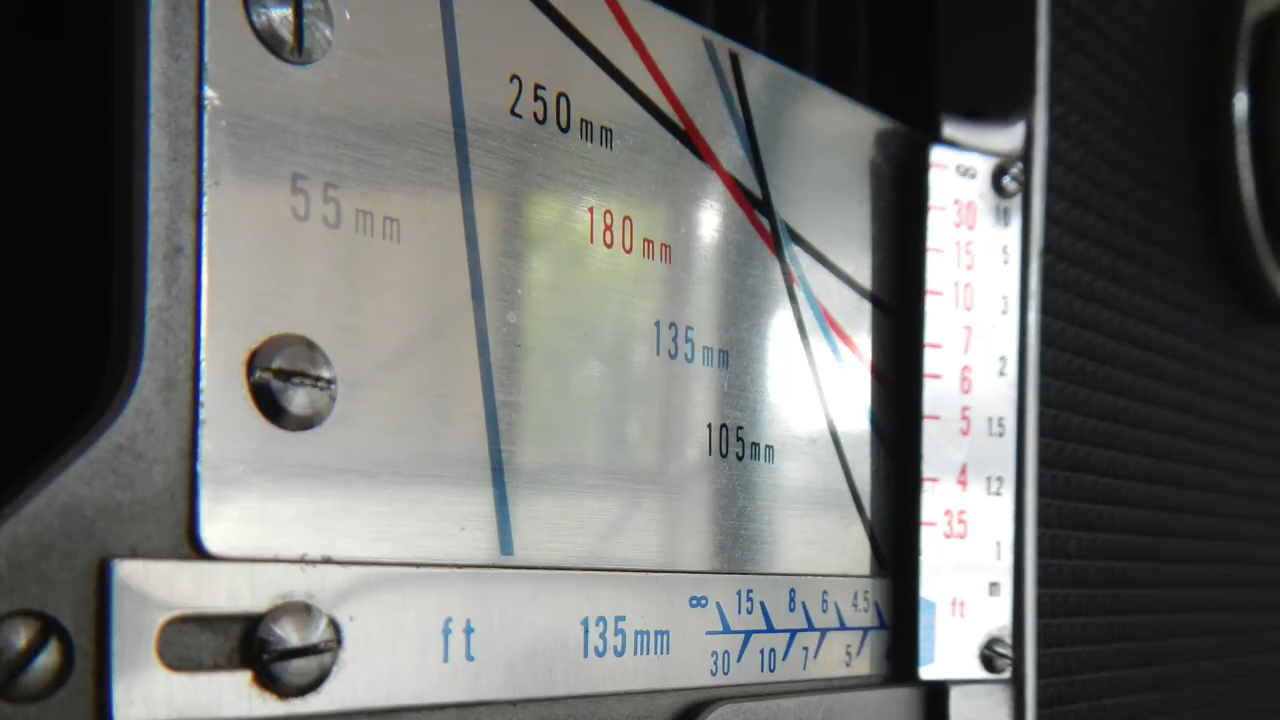 250mm
55mm
180mm
135mm
105mm
ft 135mm
∞ 15 8 6 4.5
30 10 7 5
∞
30 10
15 5
10 3
7
6 2
5 1.5
4 1.2
3.5
1
m
ft